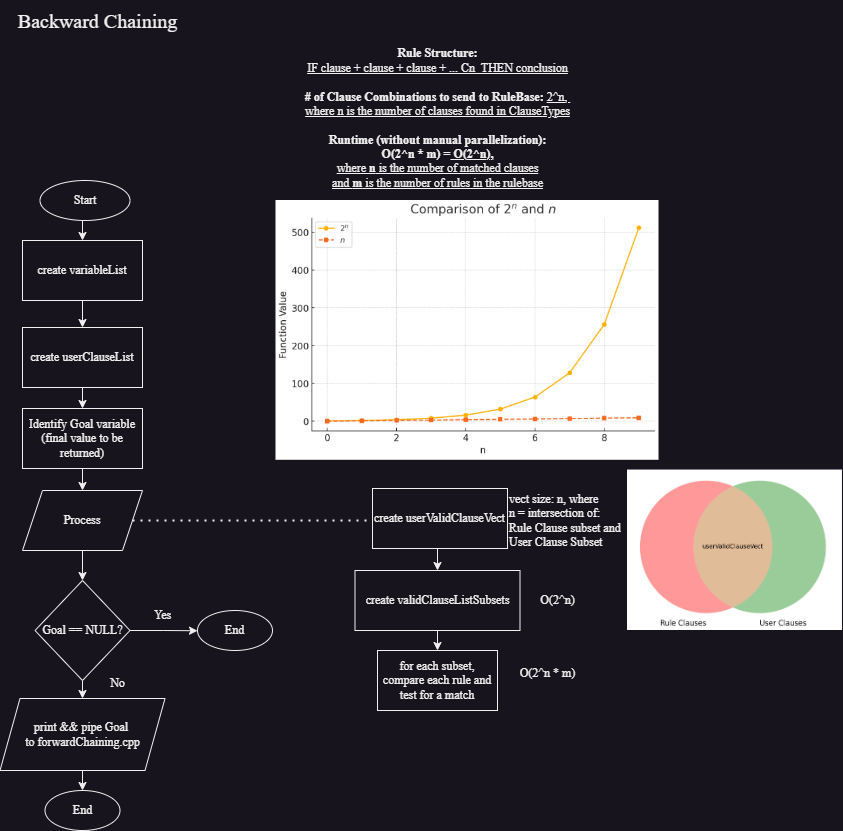 Backward Chaining
Rule Structure:
IF clause + clause + clause + ... Cn THEN conclusion
# of Clause Combinations to send to RuleBase: 2^n,
where n is the number of clauses found in ClauseTypes
Runtime (without manual parallelization):
O(2^n * m) = O(2^n),
where n is the number of matched clauses
and m is the number of rules in the rulebase
Start
create variableList
create userClauseList
Identify Goal variable
(final value to be
returned)
Process
Goal == NULL?
Yes
End
No
print && pipe Goal
to forwardChaining.cpp
End
Comparison of 2ⁿ and n
2ⁿ
n
Function Value
500
400
300
200
100
0
0
2
4
6
8
n
create userValidClauseVect
vect size: n, where
n = intersection of:
Rule Clause subset and
User Clause Subset
create validClauseListSubsets
O(2^n)
for each subset,
compare each rule and
test for a match
O(2^n * m)
userValidClauseVect
Rule Clauses
User Clauses